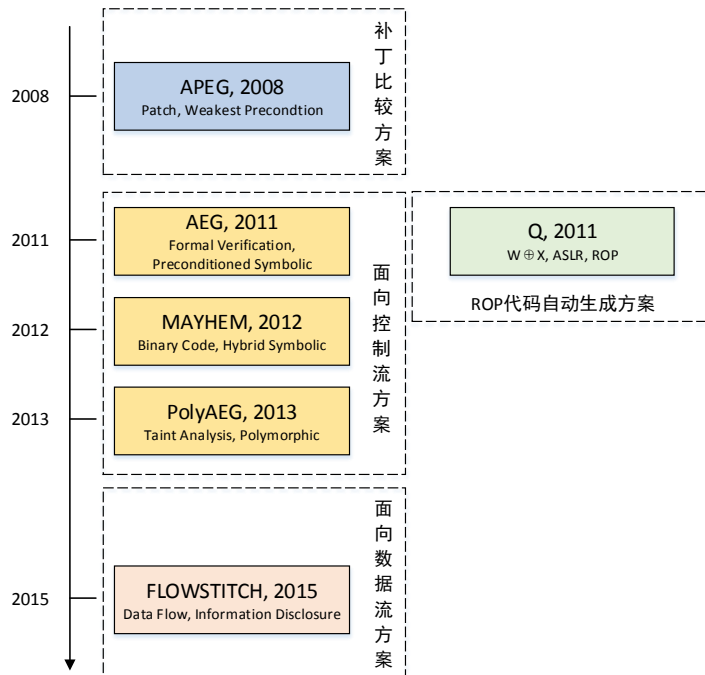 2008
APEG, 2008
Patch, Weakest Precondtion
补丁比较方案
2011
AEG, 2011
Formal Verification,
Preconditioned Symbolic
Q, 2011
W⊕X, ASLR, ROP
ROP代码自动生成方案
2012
MAYHEM, 2012
Binary Code, Hybrid Symbolic
面向控制流方案
2013
PolyAEG, 2013
Taint Analysis, Polymorphic
2015
FLOWSTITCH, 2015
Data Flow, Information Disclosure
面向数据流方案